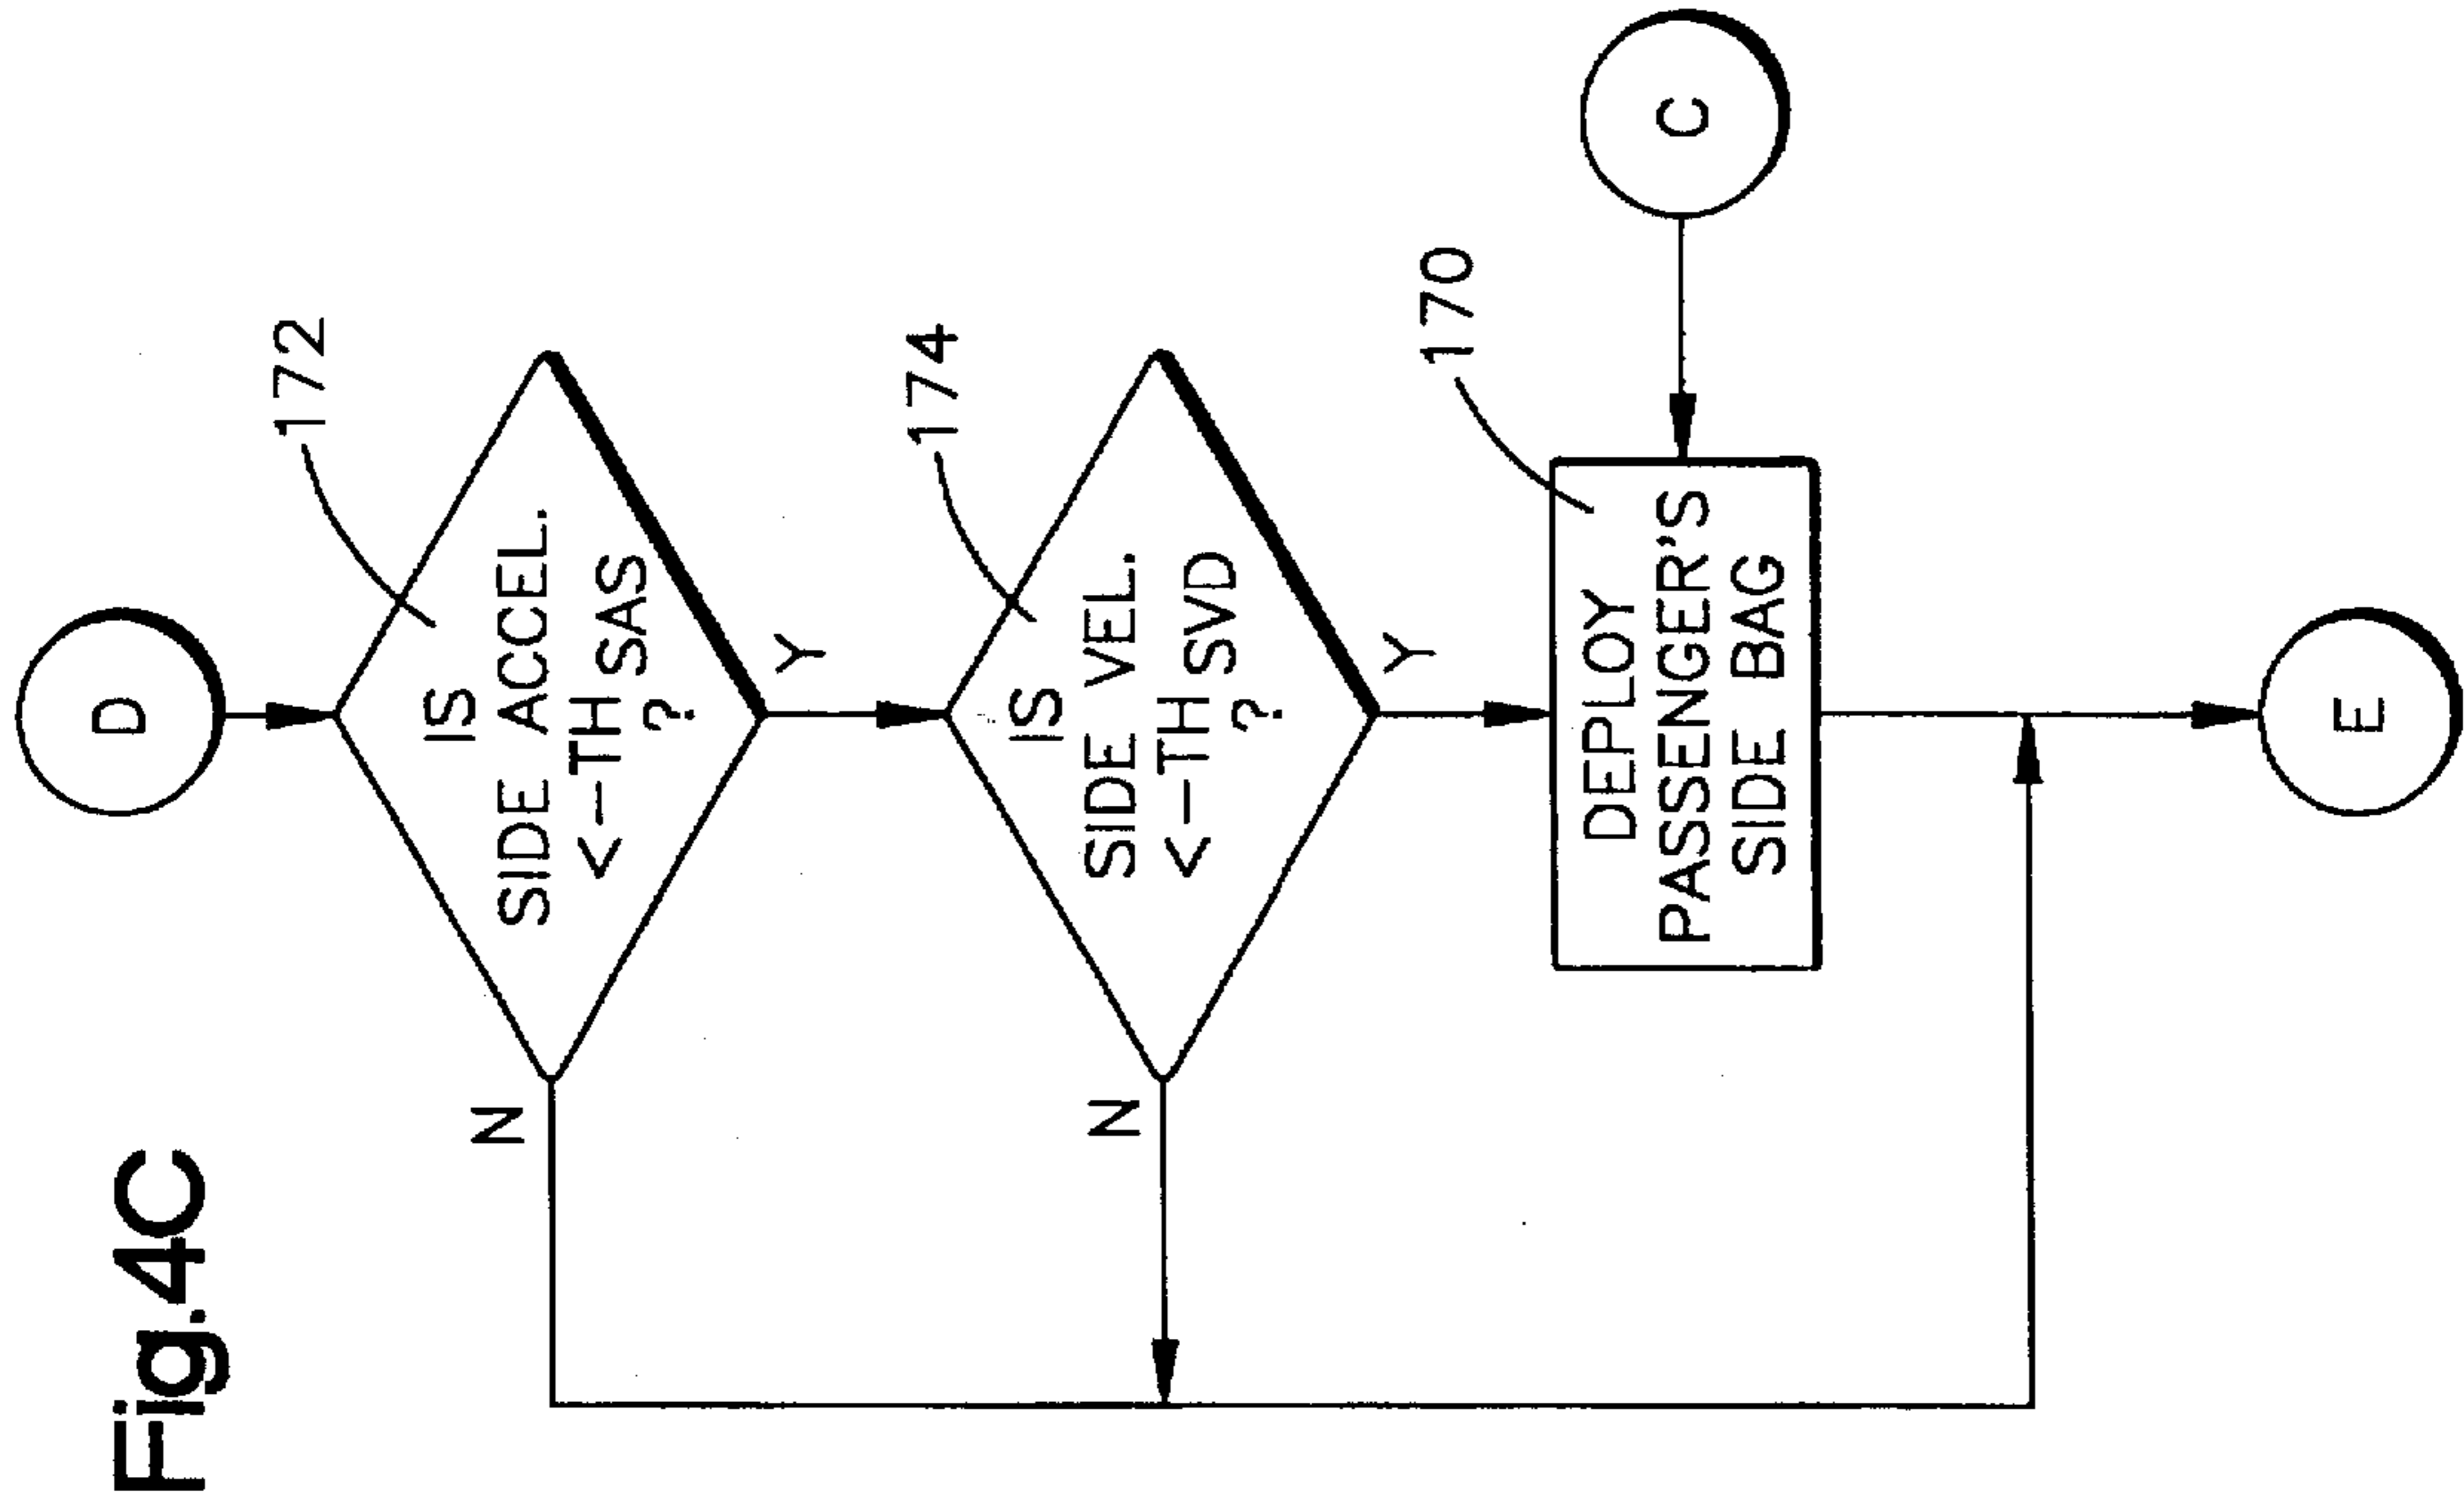 Fig.4C
D
172
IS
SIDE ACCEL.
<-TH SAS
?
N
Y
174
IS
SIDE VEL.
<-TH SVD
?
N
Y
170
DEPLOY
PASSENGER'S
SIDE BAG
C
E